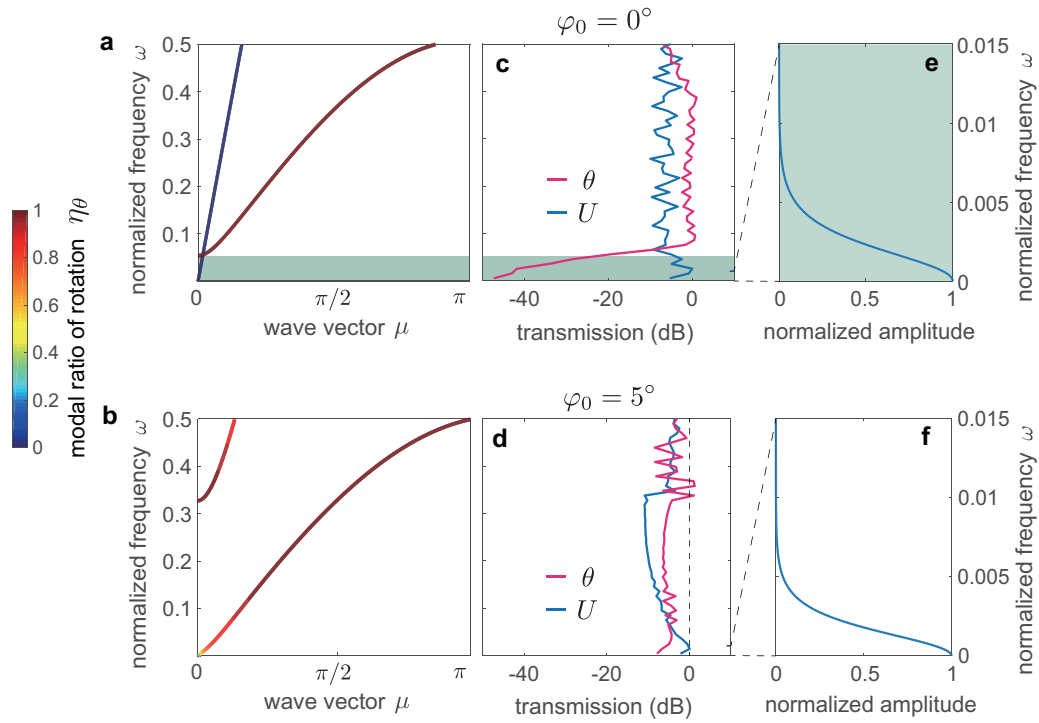 φ₀ = 0°
a
c
e
normalized frequency ω
0.5
0.4
0.3
0.2
0.1
0
π/2
π
wave vector μ
θ
U
-40
-20
0
transmission (dB)
0.015
0.01
0.005
0
normalized frequency ω
0
0.5
1
normalized amplitude
modal ratio of rotation η_θ
1
0.8
0.6
0.4
0.2
0
φ₀ = 5°
b
d
f
normalized frequency ω
0.5
0.4
0.3
0.2
0.1
0
π/2
π
wave vector μ
θ
U
-40
-20
0
transmission (dB)
0.015
0.01
0.005
0
normalized frequency ω
0
0.5
1
normalized amplitude